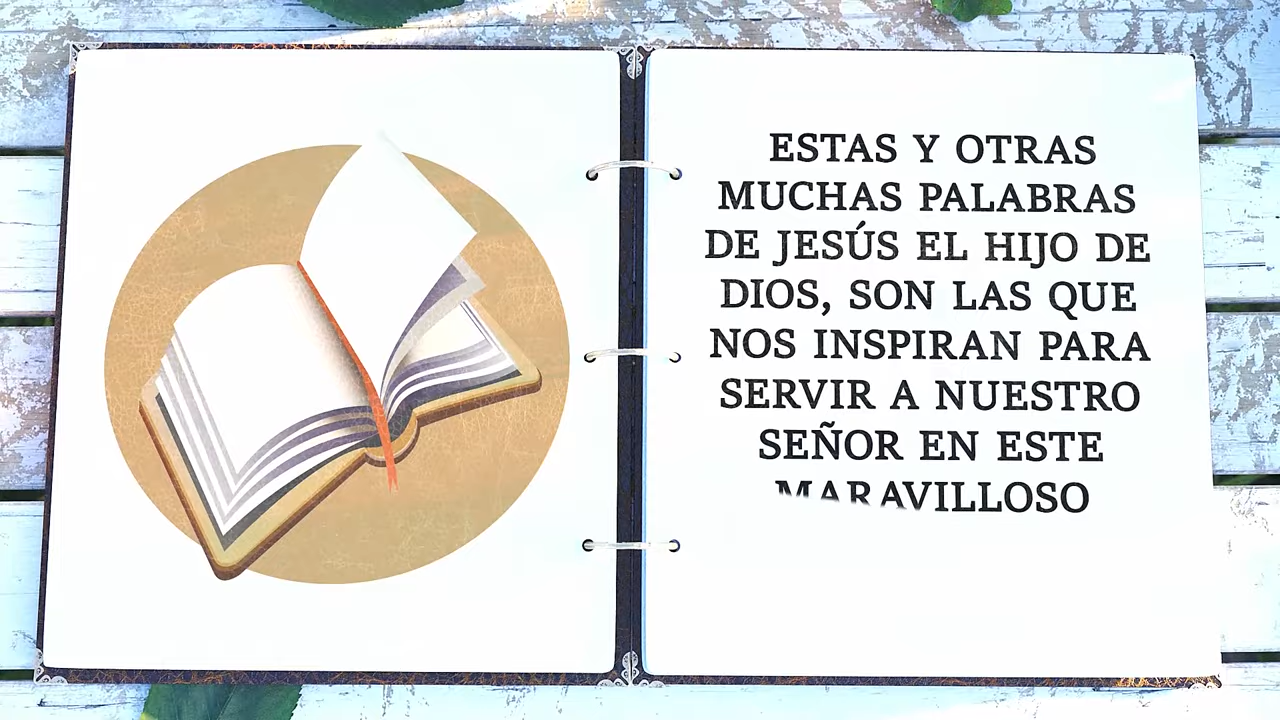 ESTAS Y OTRAS
MUCHAS PALABRAS
DE JESÚS EL HIJO DE
DIOS, SON LAS QUE
NOS INSPIRAN PARA
SERVIR A NUESTRO
SEÑOR EN ESTE
MARAVILLOSO